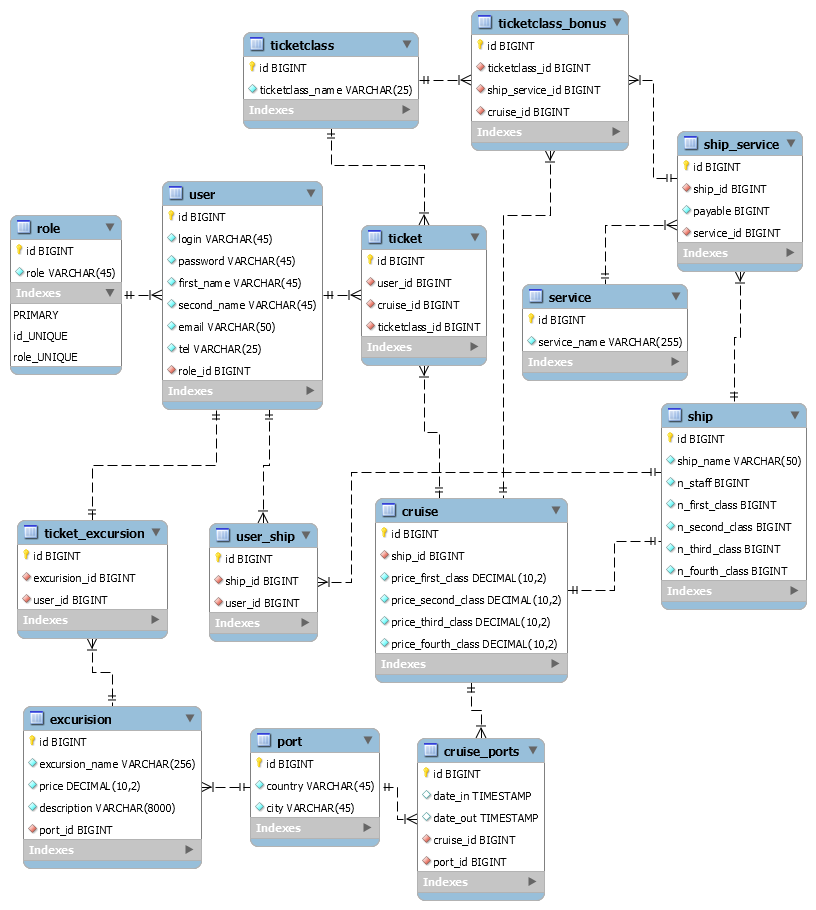 ticketclass
id BIGINT
ticketclass_name VARCHAR(25)
Indexes
ticketclass_bonus
id BIGINT
ticketclass_id BIGINT
ship_service_id BIGINT
cruise_id BIGINT
Indexes
ship_service
id BIGINT
ship_id BIGINT
payable BIGINT
service_id BIGINT
Indexes
role
id BIGINT
role VARCHAR(45)
Indexes
PRIMARY
id_UNIQUE
role_UNIQUE
user
id BIGINT
login VARCHAR(45)
password VARCHAR(45)
first_name VARCHAR(45)
second_name VARCHAR(45)
email VARCHAR(50)
tel VARCHAR(25)
role_id BIGINT
Indexes
ticket
id BIGINT
user_id BIGINT
cruise_id BIGINT
ticketclass_id BIGINT
Indexes
service
id BIGINT
service_name VARCHAR(255)
Indexes
ship
id BIGINT
ship_name VARCHAR(50)
n_staff BIGINT
n_first_class BIGINT
n_second_class BIGINT
n_third_class BIGINT
n_fourth_class BIGINT
Indexes
ticket_excursion
id BIGINT
excurision_id BIGINT
user_id BIGINT
Indexes
user_ship
id BIGINT
ship_id BIGINT
user_id BIGINT
Indexes
cruise
id BIGINT
ship_id BIGINT
price_first_class DECIMAL(10,2)
price_second_class DECIMAL(10,2)
price_third_class DECIMAL(10,2)
price_fourth_class DECIMAL(10,2)
Indexes
excurision
id BIGINT
excursion_name VARCHAR(256)
price DECIMAL(10,2)
description VARCHAR(8000)
port_id BIGINT
Indexes
port
id BIGINT
country VARCHAR(45)
city VARCHAR(45)
Indexes
cruise_ports
id BIGINT
date_in TIMESTAMP
date_out TIMESTAMP
cruise_id BIGINT
port_id BIGINT
Indexes